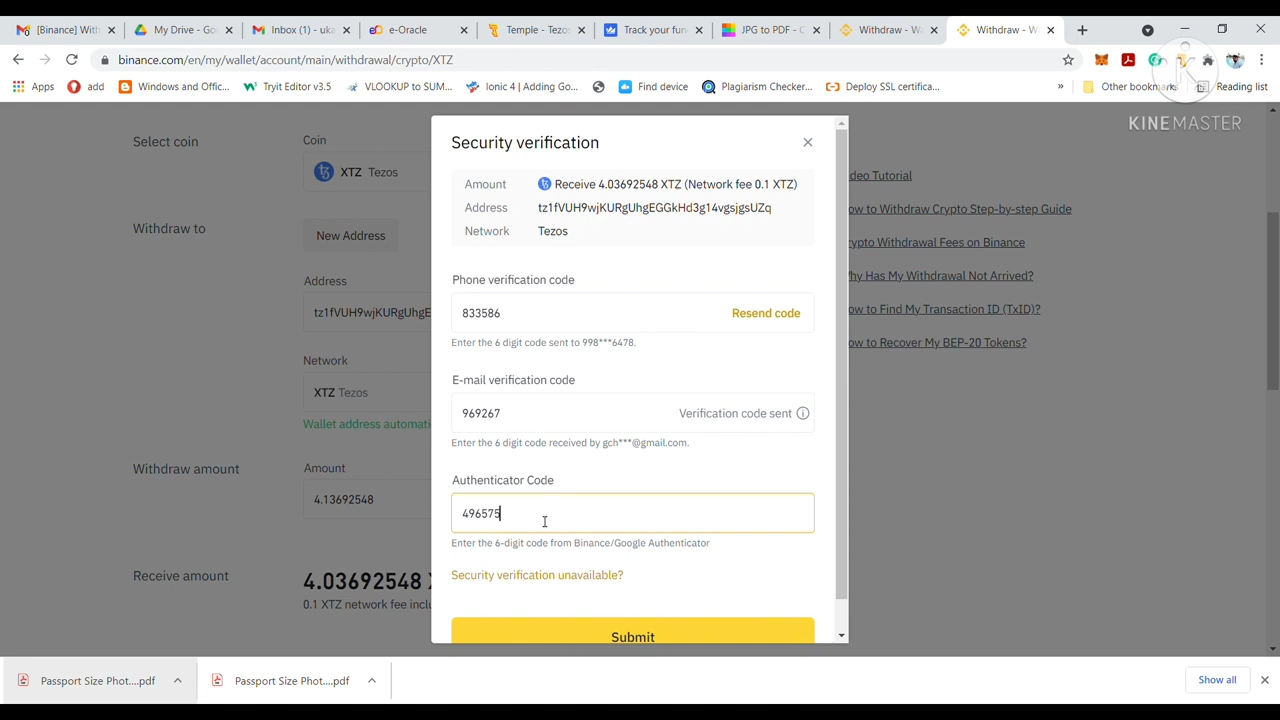 [Binance] With
My Drive - Go
Inbox (1) - uka
e-Oracle
Temple - Tezos
Track your fun
JPG to PDF - C
Withdraw - Wa
Withdraw - Wa
binance.com/en/my/wallet/account/main/withdrawal/crypto/XTZ
Apps
add
Windows and Offic...
Tryit Editor v3.5
VLOOKUP to SUM...
Ionic 4 | Adding Go...
Find device
Plagiarism Checker...
Deploy SSL certifica...
»
Other bookmarks
Reading list
KINEMASTER
Select coin
Coin
XTZ Tezos
Withdraw to
New Address
Address
tz1fVUH9wjKURgUhgE
Network
XTZ Tezos
Wallet address automati
Withdraw amount
Amount
4.13692548
Receive amount
4.03692548
0.1 XTZ network fee inclu
Security verification
Amount
Receive 4.03692548 XTZ (Network fee 0.1 XTZ)
Address
tz1fVUH9wjKURgUhgEGGkHd3g14vgsjgsUZq
Network
Tezos
Phone verification code
833586
Resend code
Enter the 6 digit code sent to 998***6478.
E-mail verification code
969267
Verification code sent
Enter the 6 digit code received by gch***@gmail.com.
Authenticator Code
496575
Enter the 6-digit code from Binance/Google Authenticator
Security verification unavailable?
Submit
deo Tutorial
ow to Withdraw Crypto Step-by-step Guide
rypto Withdrawal Fees on Binance
hy Has My Withdrawal Not Arrived?
ow to Find My Transaction ID (TxID)?
ow to Recover My BEP-20 Tokens?
Passport Size Phot....pdf
Passport Size Phot....pdf
Show all